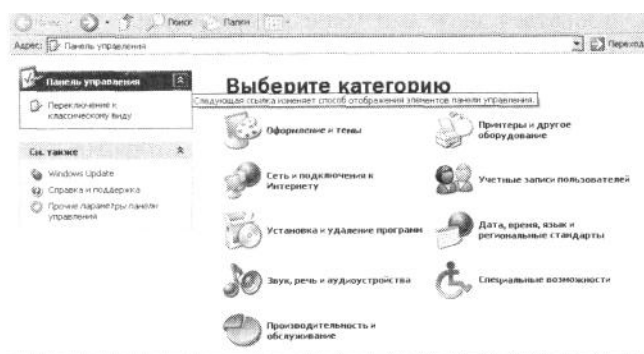 Поиск Папки
Адрес: Панель управления Переход
Панель управления
Переключение к
классическому виду
См. также
Windows Update
Справка и поддержка
Прочие параметры панели
управления
Выберите категорию
Следующая ссылка изменяет способ отображения элементов панели управления.
Оформление и темы
Принтеры и другое
оборудование
Сеть и подключения к
Интернету
Учетные записи пользователей
Установка и удаление программ
Дата, время, язык и
региональные стандарты
Звук, речь и аудиоустройства
Специальные возможности
Производительность и
обслуживание